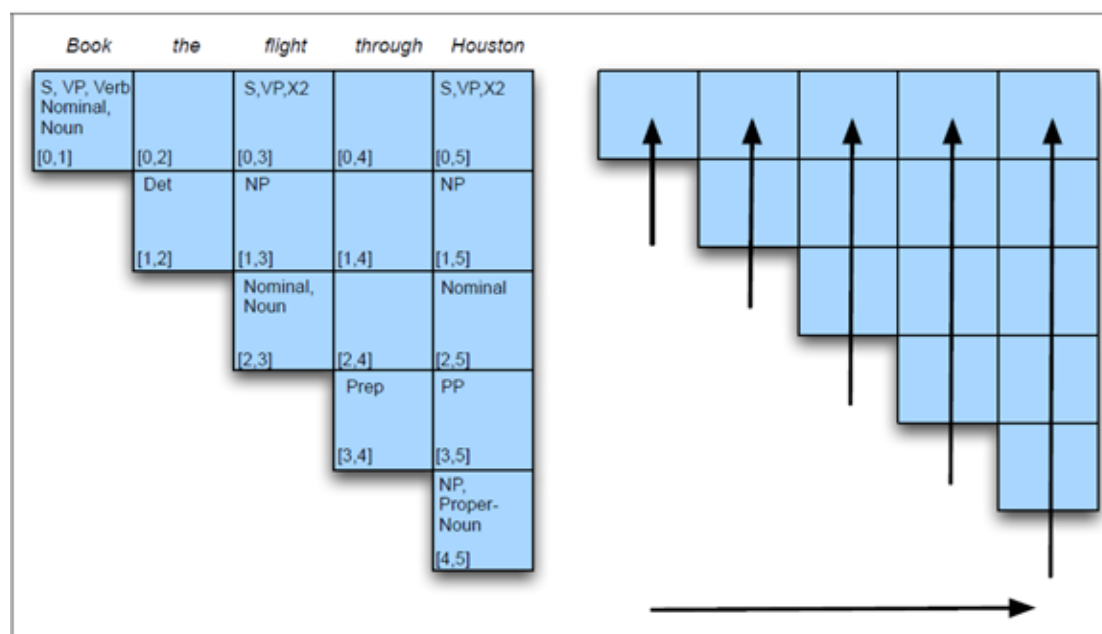 Book the flight through Houston
S, VP, Verb
Nominal,
Noun
[0,1]
[0,2]
S,VP,X2
[0,3]
[0,4]
S,VP,X2
[0,5]
Det
[1,2]
NP
[1,3]
[1,4]
NP
[1,5]
Nominal,
Noun
[2,3]
[2,4]
Nominal
[2,5]
Prep
[3,4]
PP
[3,5]
NP,
Proper-
Noun
[4,5]